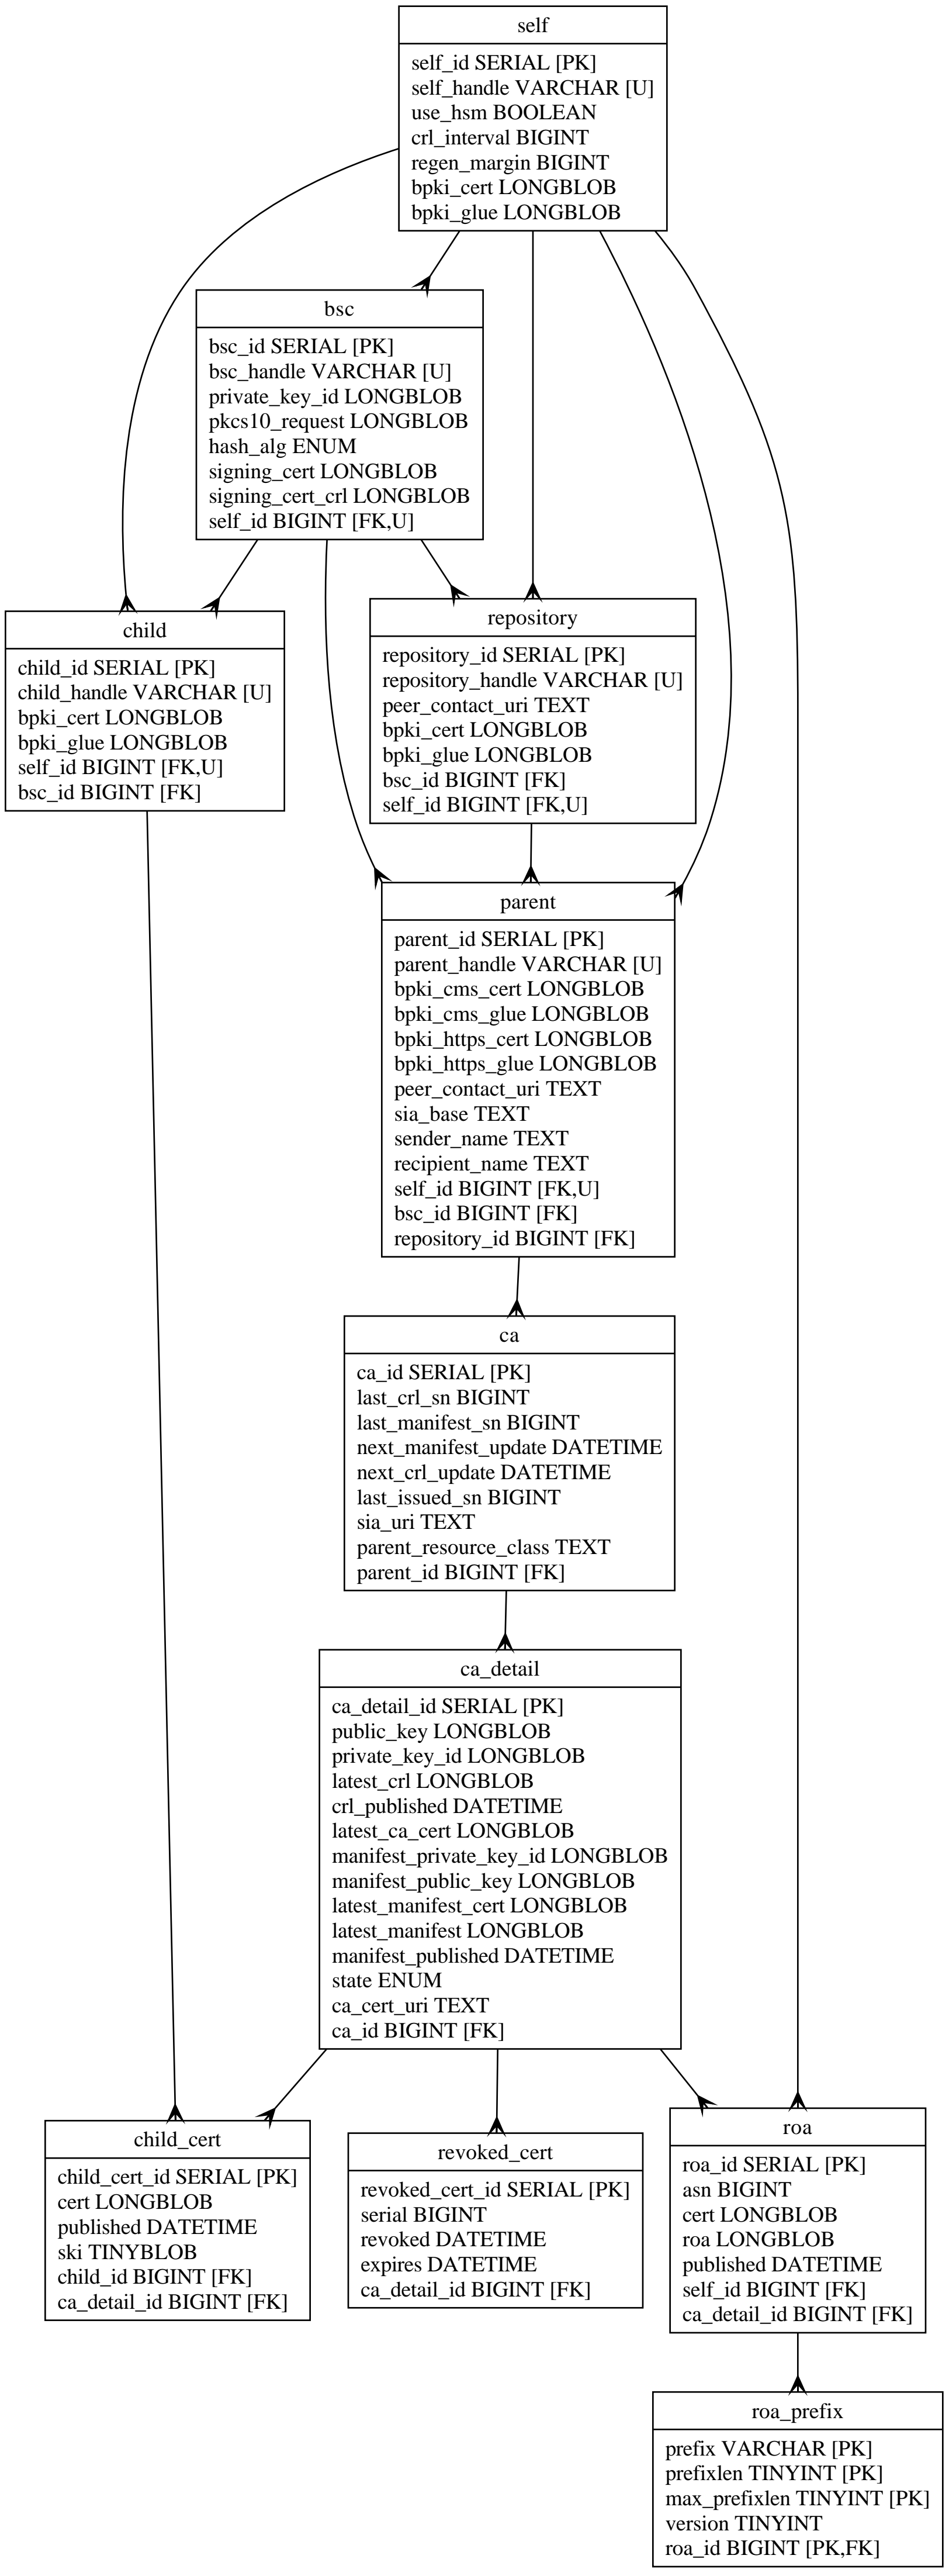 self
self_id SERIAL [PK]
self_handle VARCHAR [U]
use_hsm BOOLEAN
crl_interval BIGINT
regen_margin BIGINT
bpki_cert LONGBLOB
bpki_glue LONGBLOB
bsc
bsc_id SERIAL [PK]
bsc_handle VARCHAR [U]
private_key_id LONGBLOB
pkcs10_request LONGBLOB
hash_alg ENUM
signing_cert LONGBLOB
signing_cert_crl LONGBLOB
self_id BIGINT [FK,U]
child
child_id SERIAL [PK]
child_handle VARCHAR [U]
bpki_cert LONGBLOB
bpki_glue LONGBLOB
self_id BIGINT [FK,U]
bsc_id BIGINT [FK]
repository
repository_id SERIAL [PK]
repository_handle VARCHAR [U]
peer_contact_uri TEXT
bpki_cert LONGBLOB
bpki_glue LONGBLOB
bsc_id BIGINT [FK]
self_id BIGINT [FK,U]
parent
parent_id SERIAL [PK]
parent_handle VARCHAR [U]
bpki_cms_cert LONGBLOB
bpki_cms_glue LONGBLOB
bpki_https_cert LONGBLOB
bpki_https_glue LONGBLOB
peer_contact_uri TEXT
sia_base TEXT
sender_name TEXT
recipient_name TEXT
self_id BIGINT [FK,U]
bsc_id BIGINT [FK]
repository_id BIGINT [FK]
ca
ca_id SERIAL [PK]
last_crl_sn BIGINT
last_manifest_sn BIGINT
next_manifest_update DATETIME
next_crl_update DATETIME
last_issued_sn BIGINT
sia_uri TEXT
parent_resource_class TEXT
parent_id BIGINT [FK]
ca_detail
ca_detail_id SERIAL [PK]
public_key LONGBLOB
private_key_id LONGBLOB
latest_crl LONGBLOB
crl_published DATETIME
latest_ca_cert LONGBLOB
manifest_private_key_id LONGBLOB
manifest_public_key LONGBLOB
latest_manifest_cert LONGBLOB
latest_manifest LONGBLOB
manifest_published DATETIME
state ENUM
ca_cert_uri TEXT
ca_id BIGINT [FK]
child_cert
child_cert_id SERIAL [PK]
cert LONGBLOB
published DATETIME
ski TINYBLOB
child_id BIGINT [FK]
ca_detail_id BIGINT [FK]
revoked_cert
revoked_cert_id SERIAL [PK]
serial BIGINT
revoked DATETIME
expires DATETIME
ca_detail_id BIGINT [FK]
roa
roa_id SERIAL [PK]
asn BIGINT
cert LONGBLOB
roa LONGBLOB
published DATETIME
self_id BIGINT [FK]
ca_detail_id BIGINT [FK]
roa_prefix
prefix VARCHAR [PK]
prefixlen TINYINT [PK]
max_prefixlen TINYINT [PK]
version TINYINT
roa_id BIGINT [PK,FK]